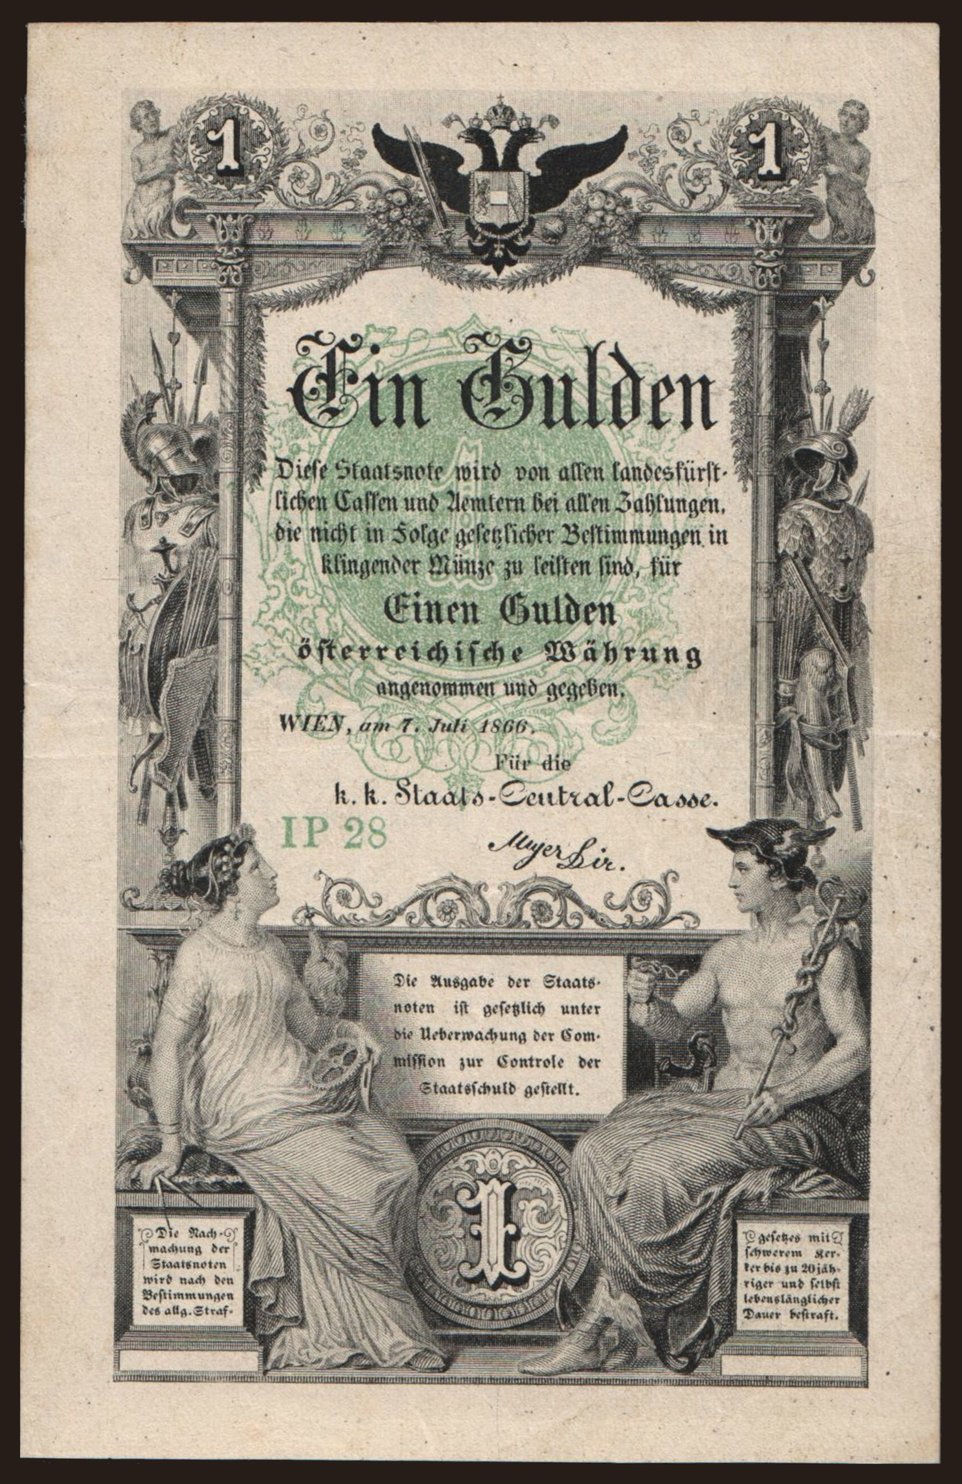 1 1
Ein Gulden
Diese Staatsnote wird von allen landesfürst-
lichen Cassen und Aemtern bei allen Zahlungen,
die nicht in Folge gesetzlicher Bestimmungen in
klingender Münze zu leisten sind, für
Einen Gulden
österreichische Währung
angenommen und gegeben.
WIEN, am 7. Juli 1866.
Für die
k. k. Staats-Central-Casse.
IP 28
Mayer Dir.
Die Ausgabe der Staats-
noten ist gesetzlich unter
die Ueberwachung der Com-
mission zur Controle der
Staatsschuld gestellt.
1
Die Nach-
machung der
Staatsnoten
wird nach den
Bestimmungen
des allg. Straf-
gesetzes mit
schwerem Ker-
ker bis zu 20 jäh-
riger und selbst
lebenslänglicher
Dauer bestraft.